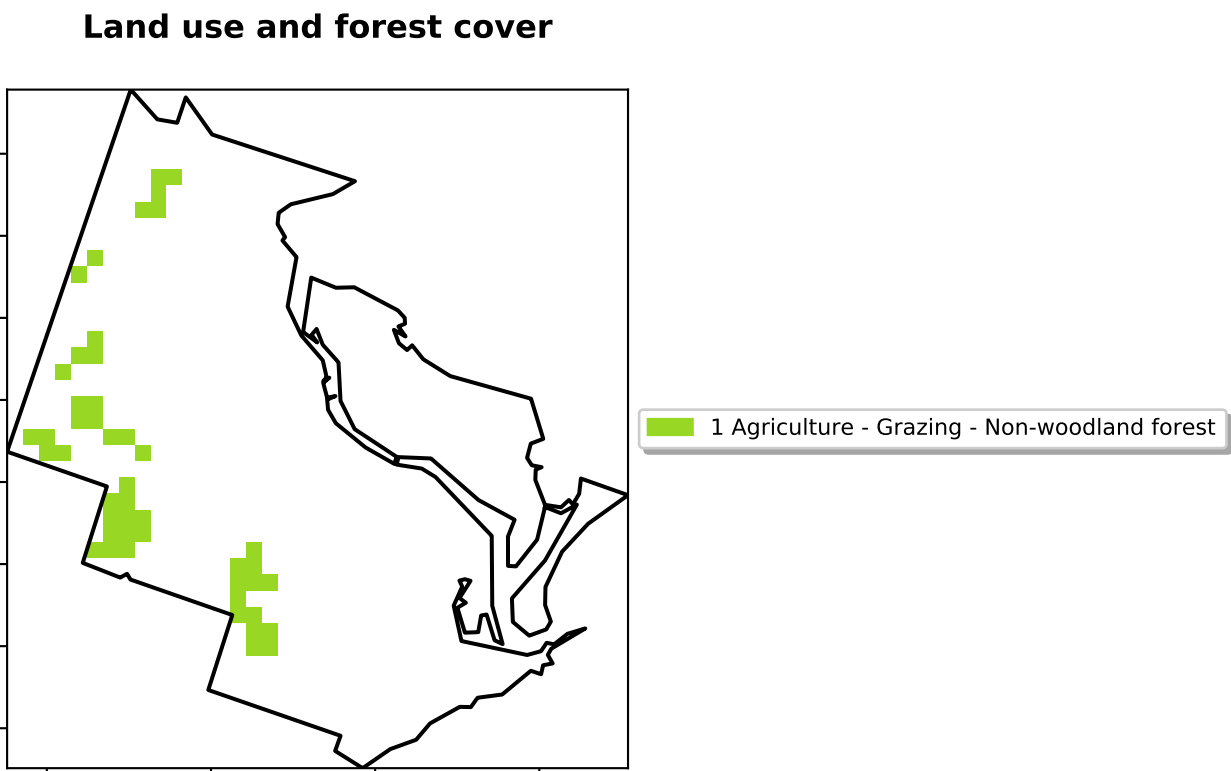 Land use and forest cover
1 Agriculture - Grazing - Non-woodland forest